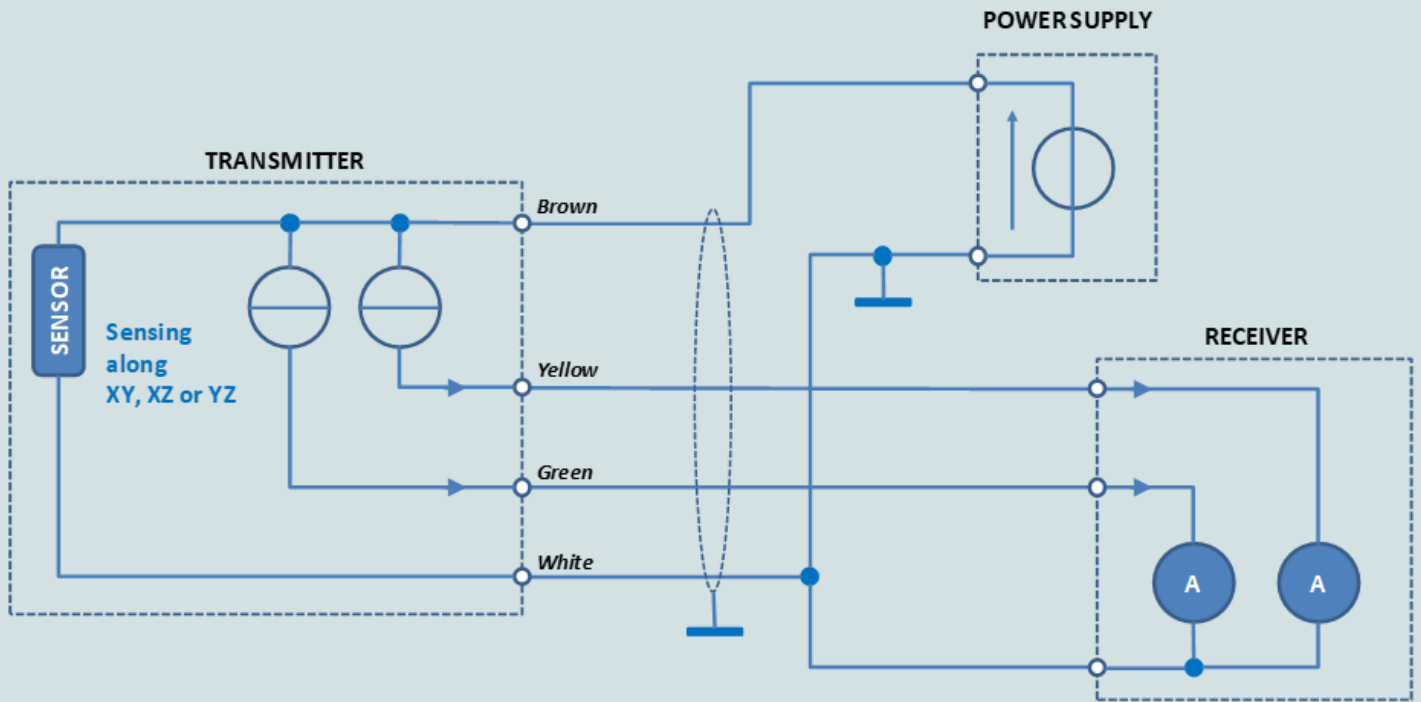 POWER SUPPLY
TRANSMITTER
Brown
SENSOR
Sensing
along
XY, XZ or YZ
RECEIVER
Yellow
Green
White
A
A